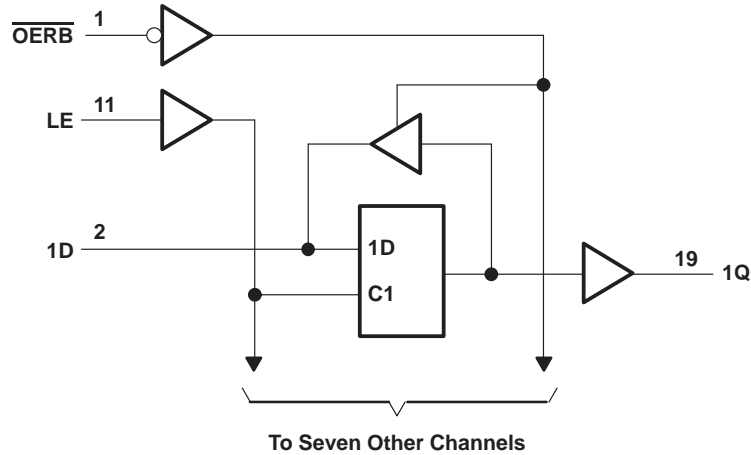 OERB 1
LE 11
1D 2
1D
C1
19 1Q
To Seven Other Channels